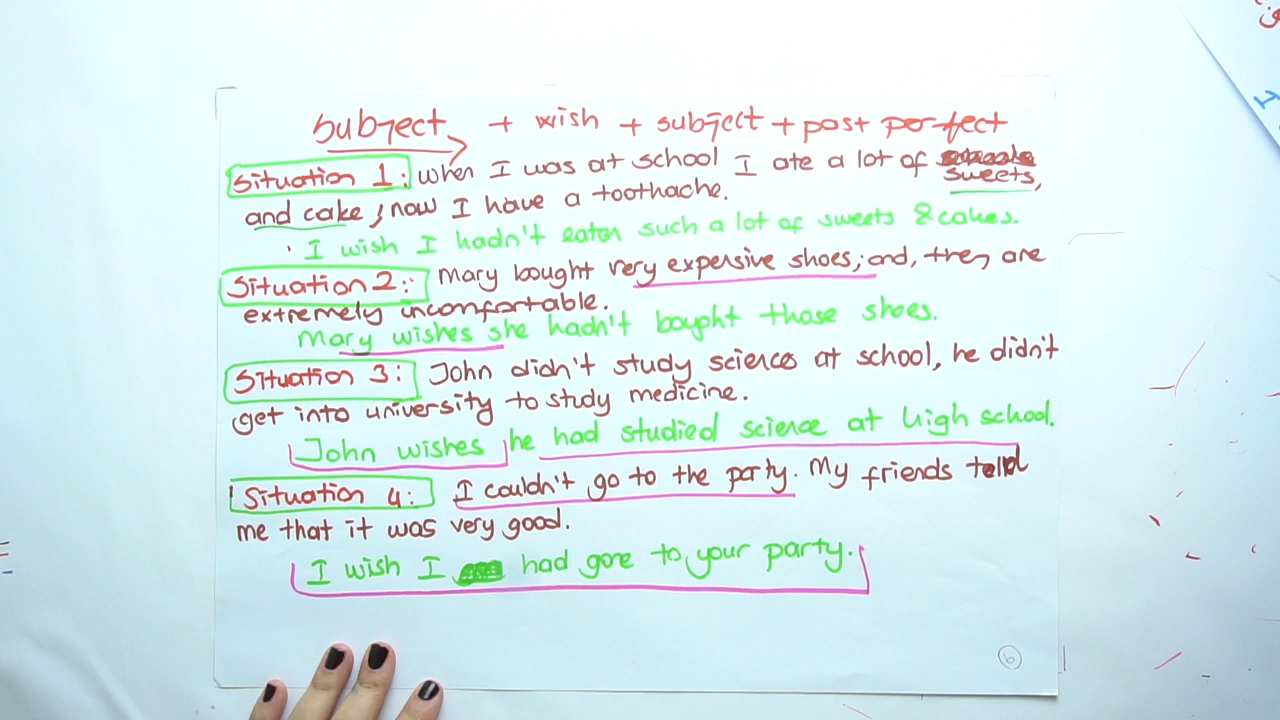 subject + wish + subject + past perfect
Situation 1: when I was at school I ate a lot of sweets,
and cake, now I have a toothache.
I wish I hadn't eaten such a lot of sweets & cakes.
Situation 2: Mary bought very expensive shoes, and, they are
extremely incomfortable.
Mary wishes she hadn't bought those shoes.
Situation 3: John didn't study sciences at school, he didn't
get into university to study medicine.
John wishes he had studied science at high school.
Situation 4: I couldn't go to the party. My friends told
me that it was very good.
I wish I had gone to your party.
6